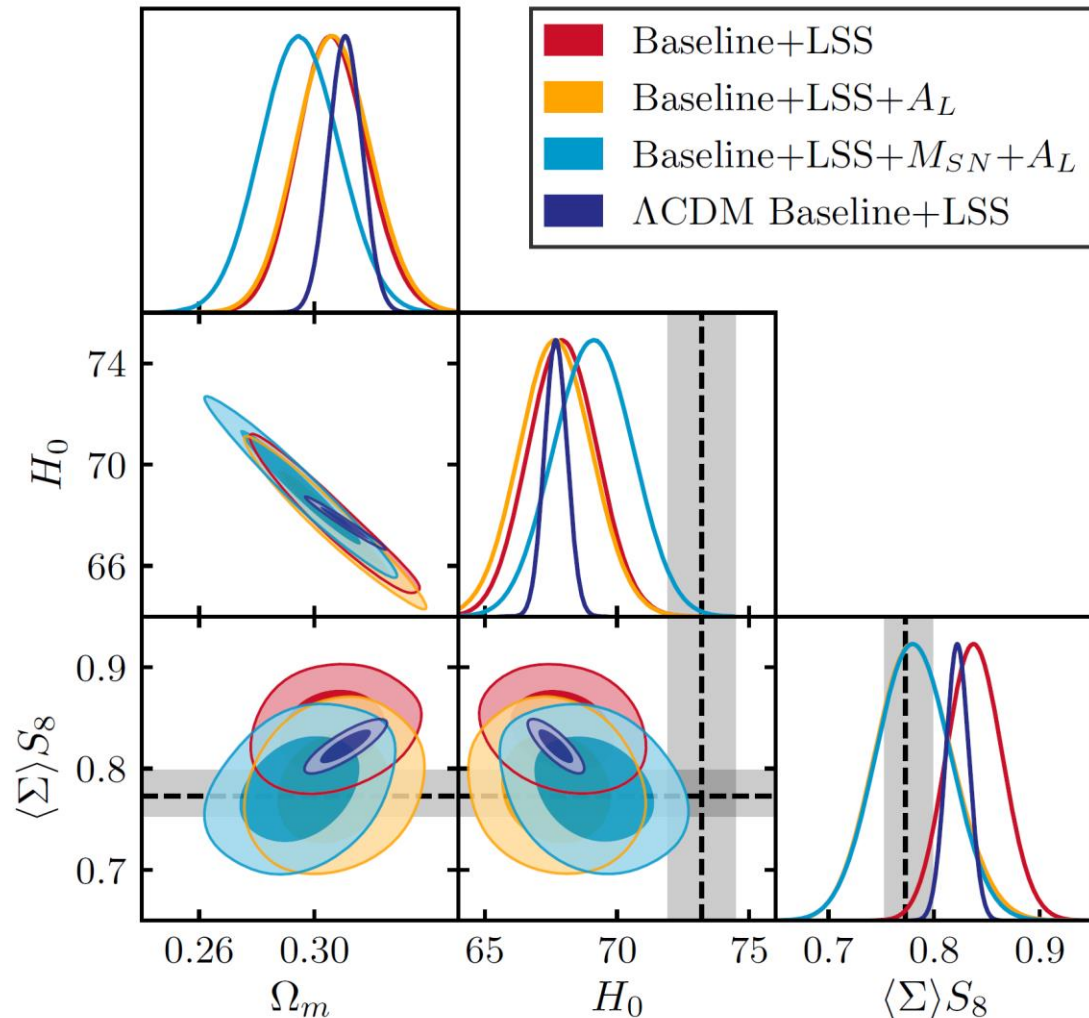 Baseline+LSS
Baseline+LSS+$A_L$
Baseline+LSS+$M_{SN}$+$A_L$
ΛCDM Baseline+LSS
$H_0$
74
70
66
⟨Σ⟩$S_8$
0.9
0.8
0.7
0.26 0.30 65 70 75 0.7 0.8 0.9
$Ω_m$ $H_0$ ⟨Σ⟩$S_8$